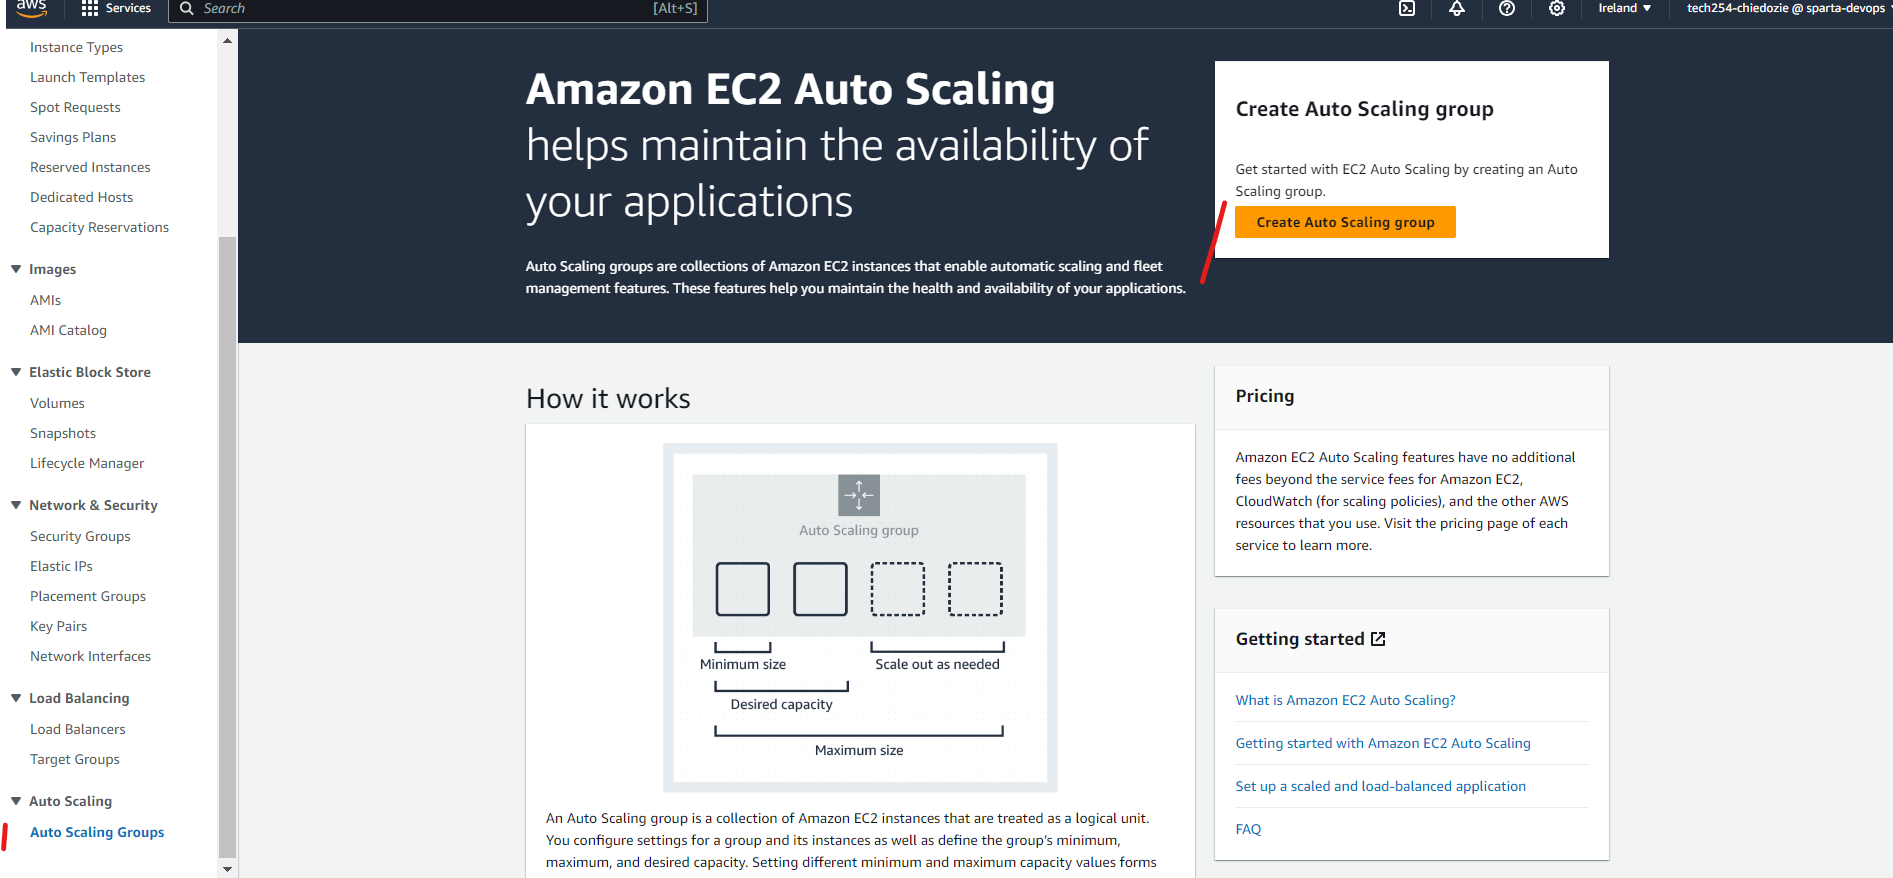 aws
Services
Search
[Alt+S]
Ireland
tech254-chiedozie @ sparta-devops
Instance Types
Launch Templates
Spot Requests
Savings Plans
Reserved Instances
Dedicated Hosts
Capacity Reservations
Images
AMIs
AMI Catalog
Elastic Block Store
Volumes
Snapshots
Lifecycle Manager
Network & Security
Security Groups
Elastic IPs
Placement Groups
Key Pairs
Network Interfaces
Load Balancing
Load Balancers
Target Groups
Auto Scaling
Auto Scaling Groups
Amazon EC2 Auto Scaling
helps maintain the availability of
your applications
Auto Scaling groups are collections of Amazon EC2 instances that enable automatic scaling and fleet
management features. These features help you maintain the health and availability of your applications.
Create Auto Scaling group
Get started with EC2 Auto Scaling by creating an Auto
Scaling group.
Create Auto Scaling group
How it works
Auto Scaling group
Minimum size
Scale out as needed
Desired capacity
Maximum size
An Auto Scaling group is a collection of Amazon EC2 instances that are treated as a logical unit.
You configure settings for a group and its instances as well as define the group's minimum,
maximum, and desired capacity. Setting different minimum and maximum capacity values forms
Pricing
Amazon EC2 Auto Scaling features have no additional
fees beyond the service fees for Amazon EC2,
CloudWatch (for scaling policies), and the other AWS
resources that you use. Visit the pricing page of each
service to learn more.
Getting started
What is Amazon EC2 Auto Scaling?
Getting started with Amazon EC2 Auto Scaling
Set up a scaled and load-balanced application
FAQ